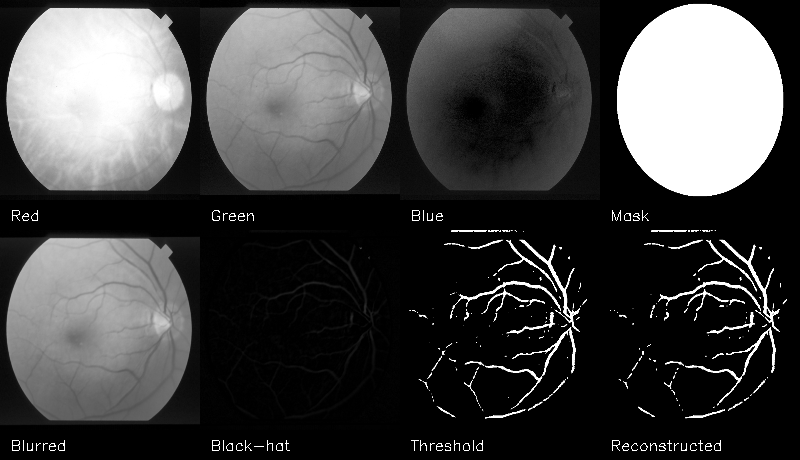 Red
Green
Blue
Mask
Blurred
Black-hat
Threshold
Reconstructed